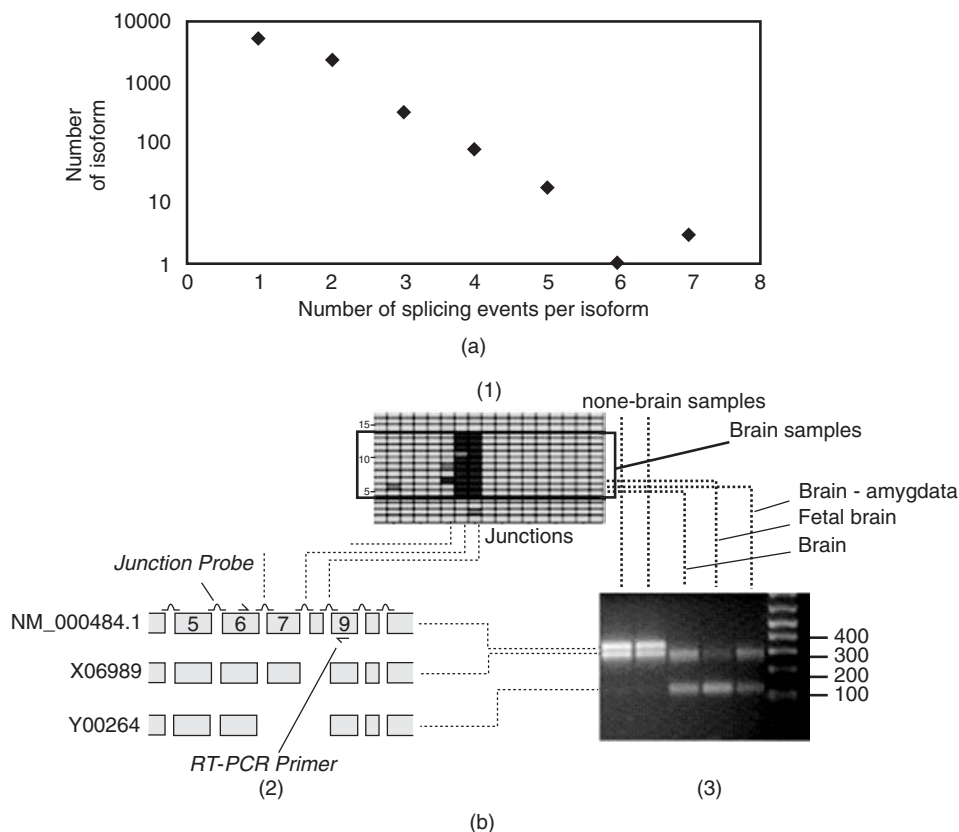 10000
1000
100
10
1
Number
of isoform
0 1 2 3 4 5 6 7 8
Number of splicing events per isoform
(a)
(1)
none-brain samples
Brain samples
15
10
5
Brain - amygdata
Fetal brain
Brain
Junctions
Junction Probe
NM_000484.1
5 6 7 9
X06989
Y00264
RT-PCR Primer
400
300
200
100
(2)
(3)
(b)